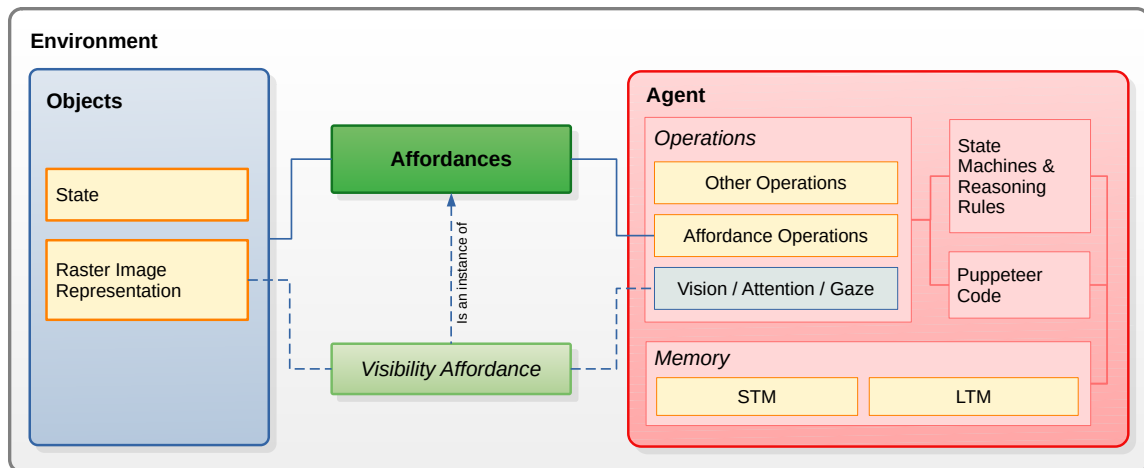 Environment
Objects
State
Raster Image
Representation
Affordances
Is an instance of
Visibility Affordance
Agent
Operations
Other Operations
Affordance Operations
Vision / Attention / Gaze
State
Machines &
Reasoning
Rules
Puppeteer
Code
Memory
STM
LTM